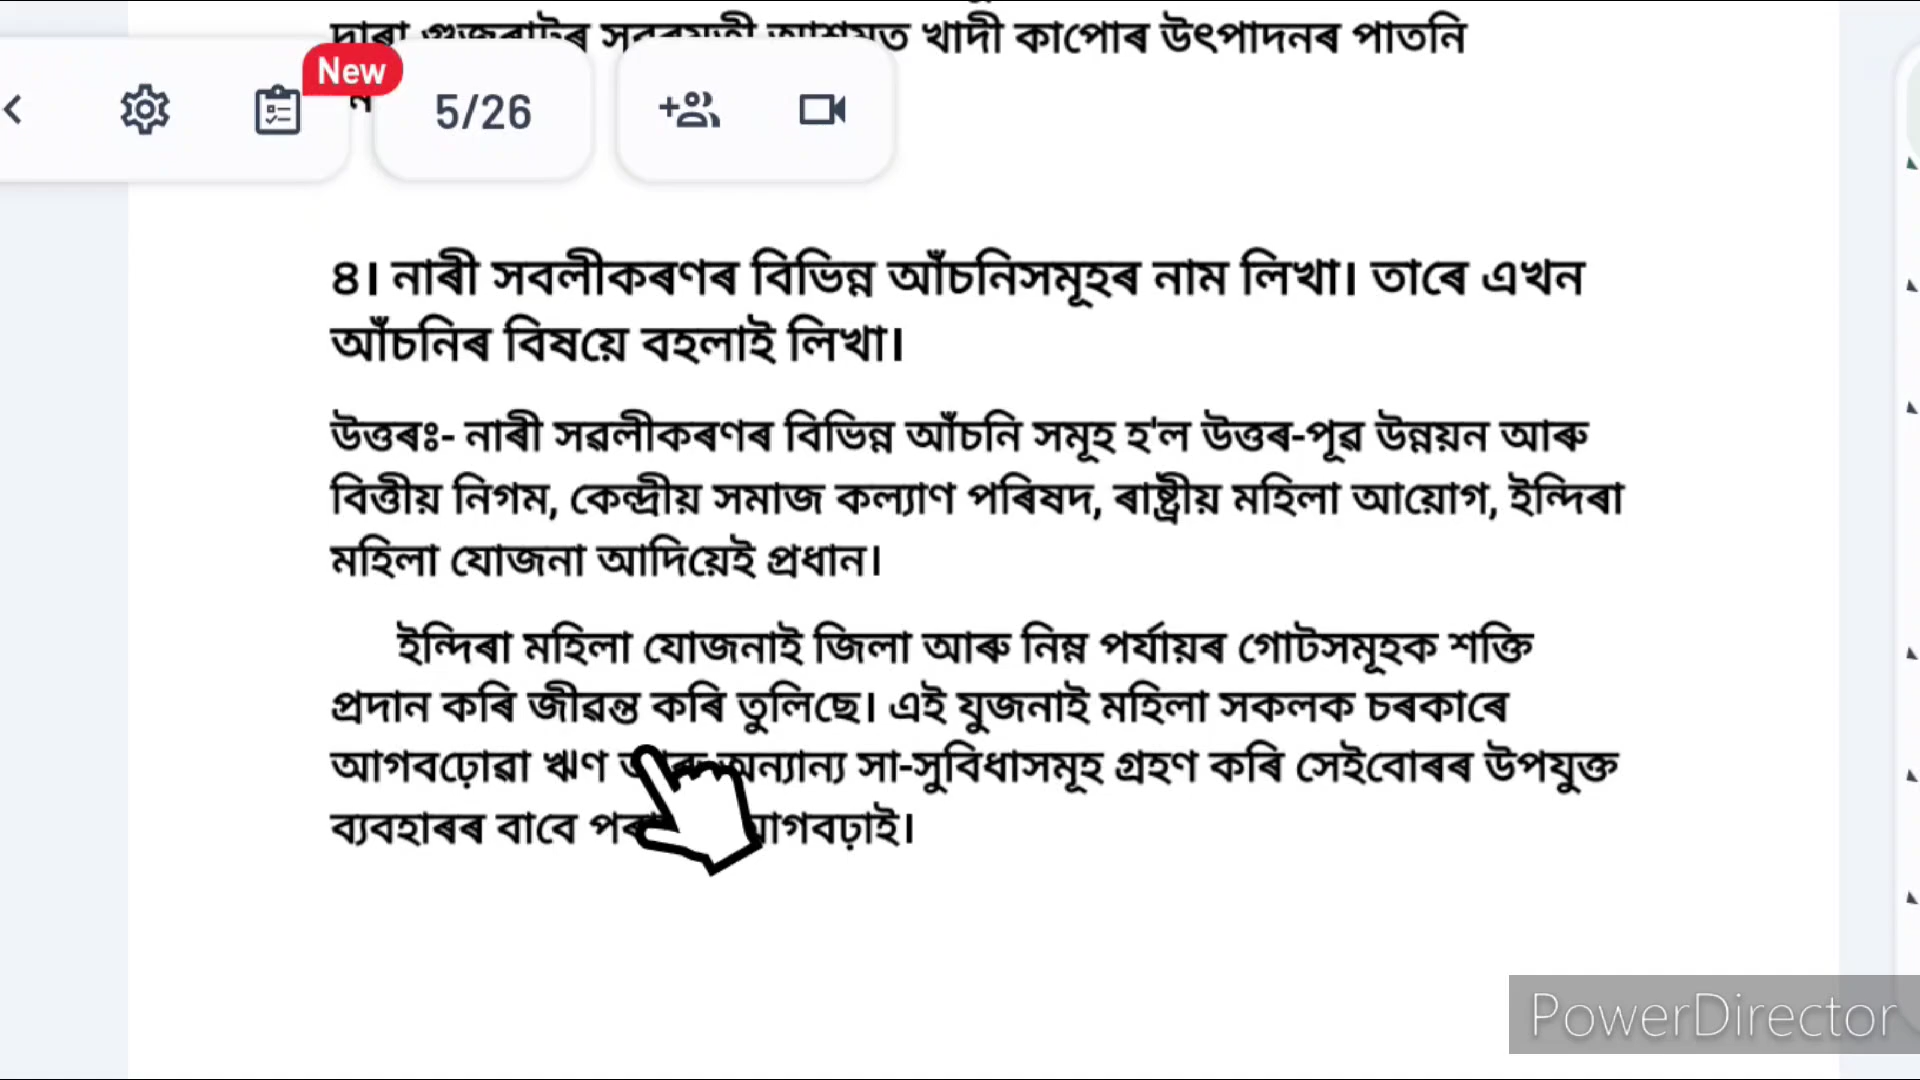 খাদী কাপোৰ উৎপাদনৰ পাতনি
New
5/26
৪। নাৰী সবলীকৰণৰ বিভিন্ন আঁচনিসমূহৰ নাম লিখা। তাৰে এখন
আঁচনিৰ বিষয়ে বহলাই লিখা।
উত্তৰঃ- নাৰী সৱলীকৰণৰ বিভিন্ন আঁচনি সমূহ হ'ল উত্তৰ-পূৱ উন্নয়ন আৰু
বিত্তীয় নিগম, কেন্দ্ৰীয় সমাজ কল্যাণ পৰিষদ, ৰাষ্ট্ৰীয় মহিলা আয়োগ, ইন্দিৰা
মহিলা যোজনা আদিয়েই প্ৰধান।
ইন্দিৰা মহিলা যোজনাই জিলা আৰু নিম্ন পৰ্যায়ৰ গোটসমূহক শক্তি
প্ৰদান কৰি জীৱন্ত কৰি তুলিছে। এই যুজনাই মহিলা সকলক চৰকাৰে
আগবঢ়োৱা ঋণ অন্যান্য সা-সুবিধাসমূহ গ্ৰহণ কৰি সেইবোৰৰ উপযুক্ত
ব্যবহাৰৰ বাবে আগবঢ়াই।
PowerDirector